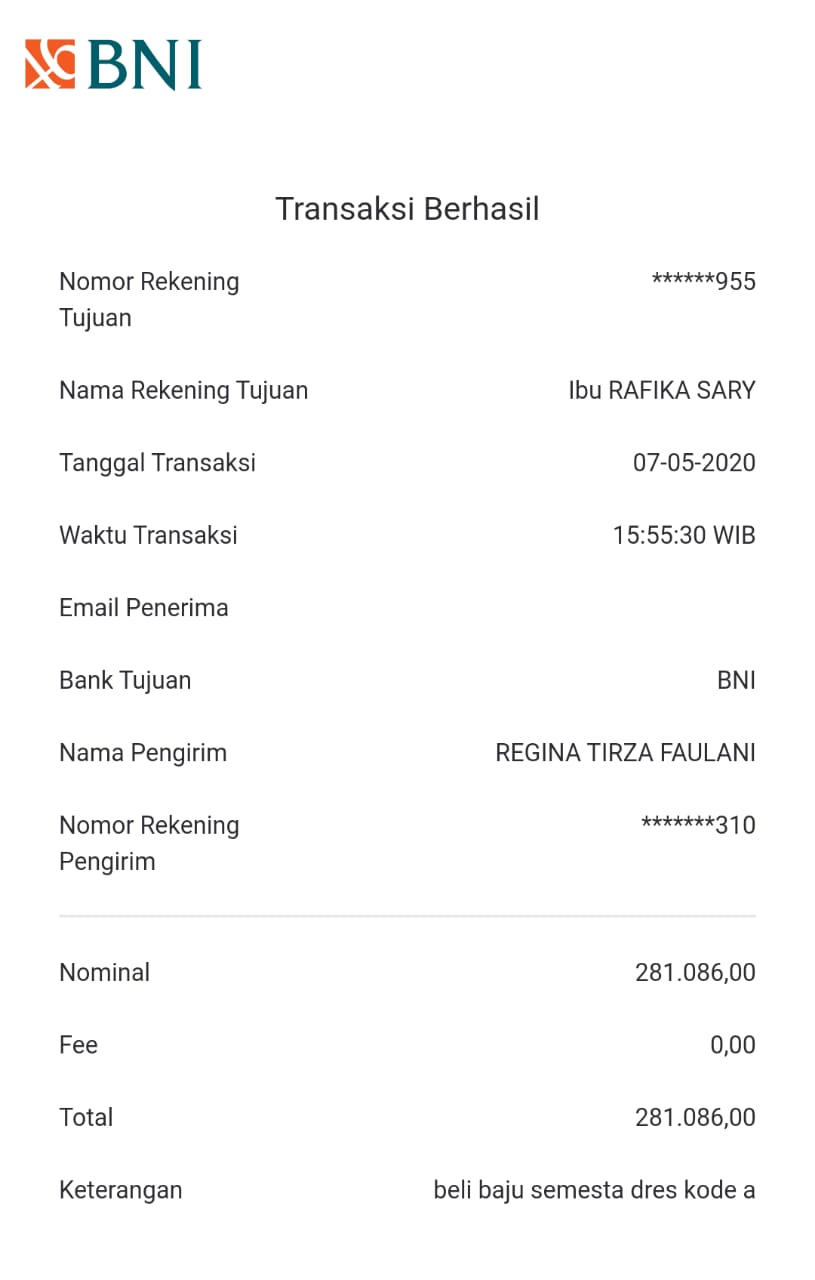 BNI
Transaksi Berhasil
Nomor Rekening Tujuan ******955
Nama Rekening Tujuan Ibu RAFIKA SARY
Tanggal Transaksi 07-05-2020
Waktu Transaksi 15:55:30 WIB
Email Penerima
Bank Tujuan BNI
Nama Pengirim REGINA TIRZA FAULANI
Nomor Rekening Pengirim *******310
Nominal 281.086,00
Fee 0,00
Total 281.086,00
Keterangan beli baju semesta dres kode a